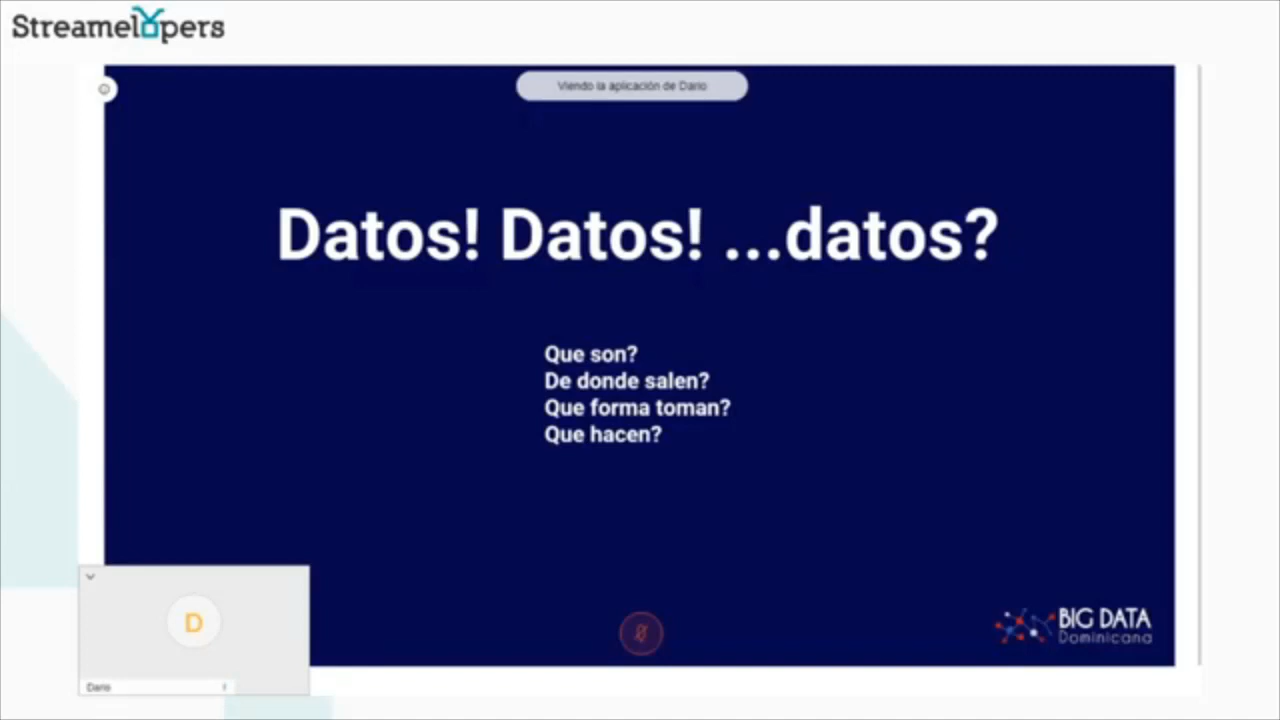 Streamelopers
Viendo la aplicación de Dario
Datos! Datos! ...datos?
Que son?
De donde salen?
Que forma toman?
Que hacen?
D
Dario
BIG DATA
Dominicana